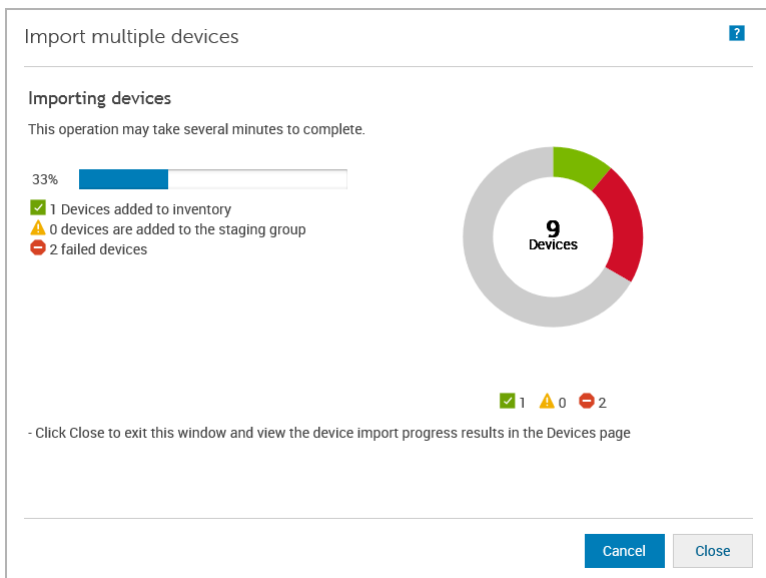 Import multiple devices
?
Importing devices
This operation may take several minutes to complete.
33%
1 Devices added to inventory
0 devices are added to the staging group
2 failed devices
9
Devices
1 0 2
- Click Close to exit this window and view the device import progress results in the Devices page
Cancel Close